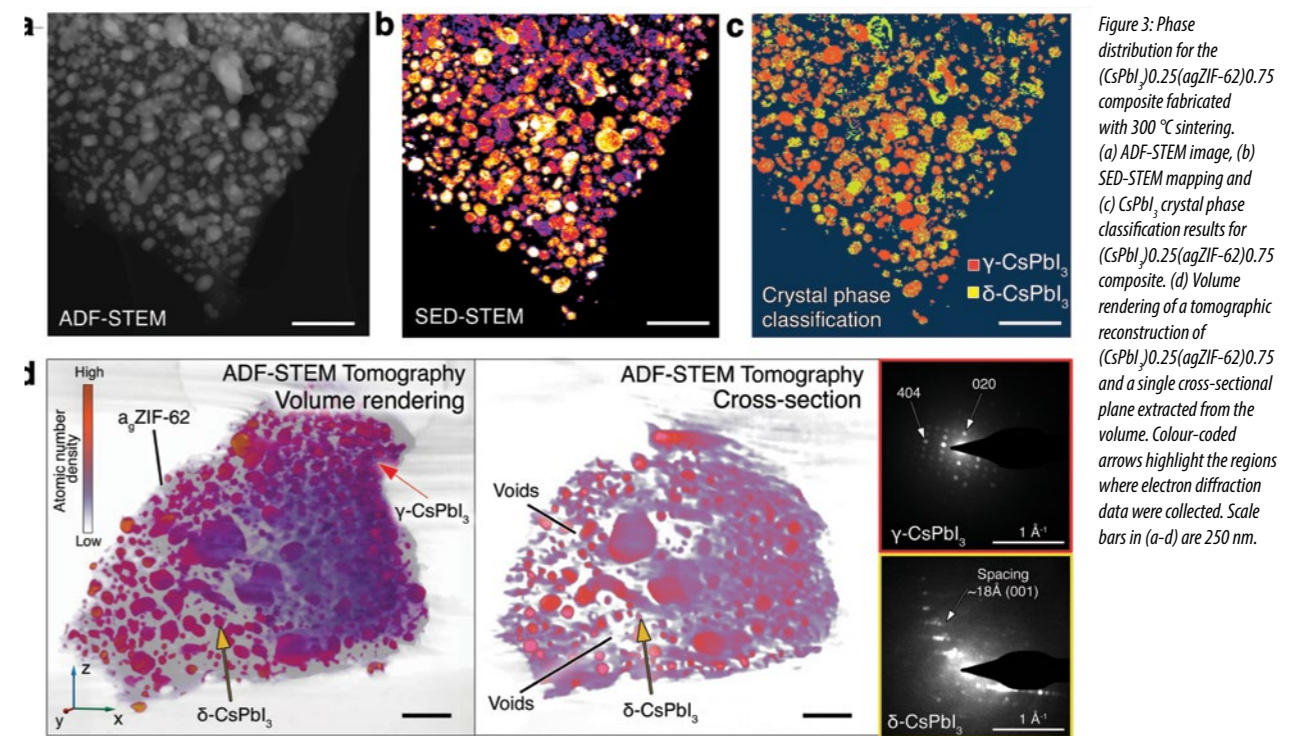 a
b
c
ADF-STEM
SED-STEM
Crystal phase
classification
γ-CsPbI₃
δ-CsPbI₃
Figure 3: Phase
distribution for the
(CsPbI₃)0.25(agZIF-62)0.75
composite fabricated
with 300 °C sintering.
(a) ADF-STEM image, (b)
SED-STEM mapping and
(c) CsPbI₃ crystal phase
classification results for
(CsPbI₃)0.25(agZIF-62)0.75
composite. (d) Volume
rendering of a tomographic
reconstruction of
(CsPbI₃)0.25(agZIF-62)0.75
and a single cross-sectional
plane extracted from the
volume. Colour-coded
arrows highlight the regions
where electron diffraction
data were collected. Scale
bars in (a-d) are 250 nm.
d
High
Atomic number
density
Low
ADF-STEM Tomography
Volume rendering
a_gZIF-62
γ-CsPbI₃
δ-CsPbI₃
z
y
x
ADF-STEM Tomography
Cross-section
Voids
Voids
δ-CsPbI₃
404
020
γ-CsPbI₃
1 Å⁻¹
Spacing
~18Å (001)
δ-CsPbI₃
1 Å⁻¹